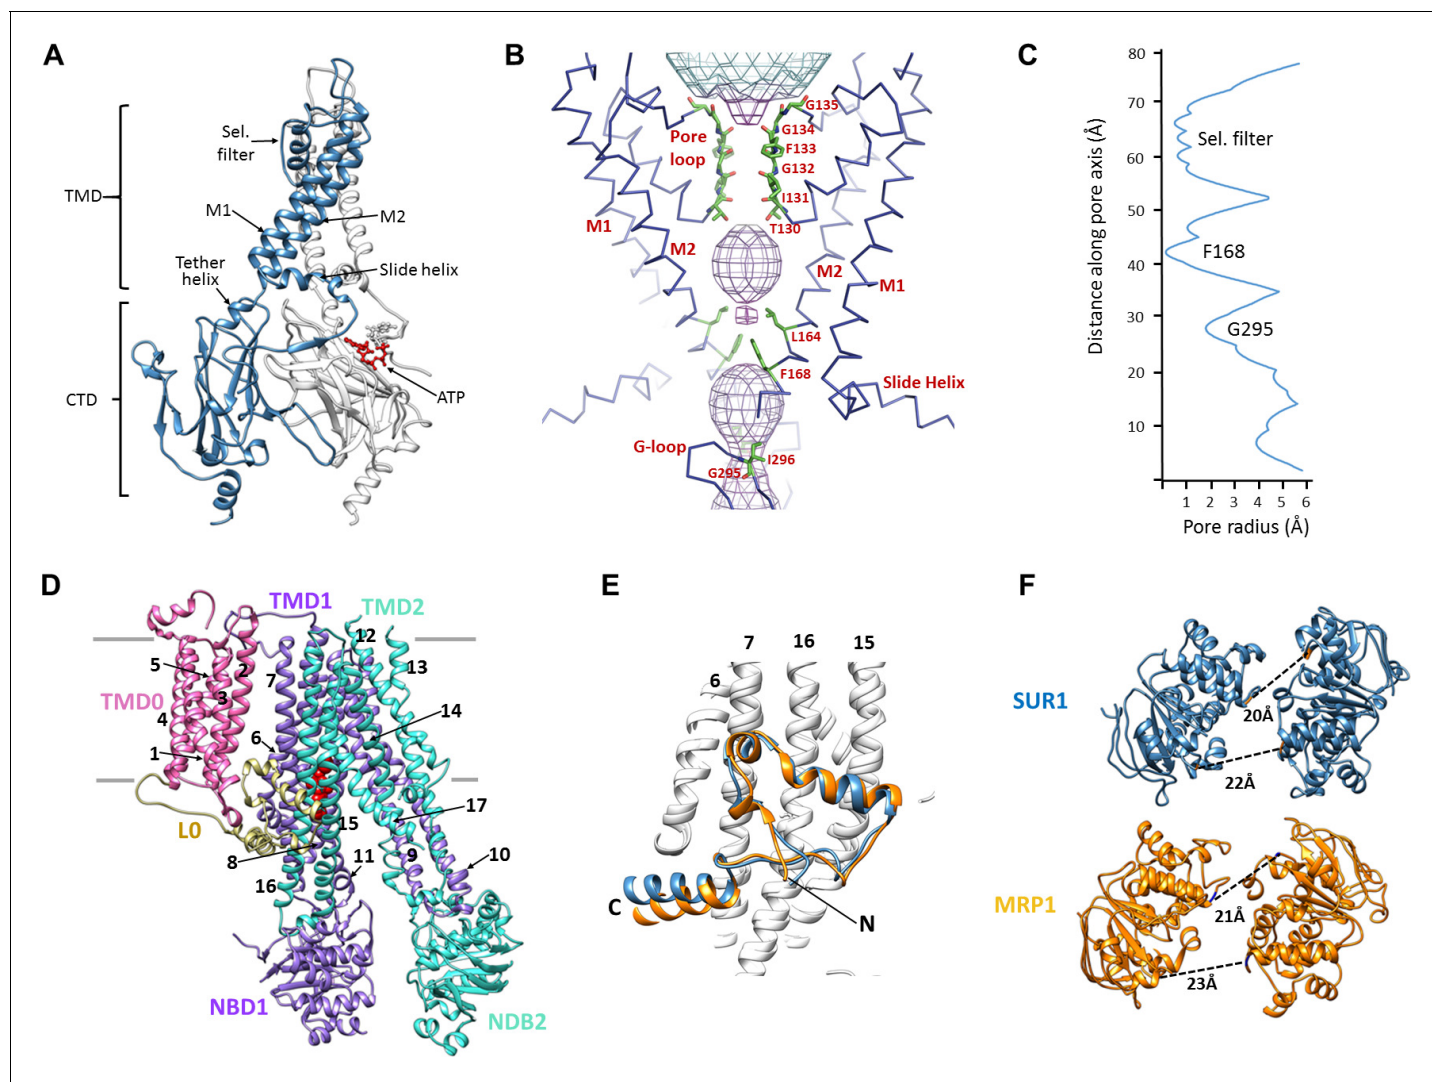 A
Sel.
filter
TMD
M1
M2
Tether
helix
Slide helix
CTD
ATP
B
G135
Pore
loop
G134
F133
G132
I131
T130
M1
M2
M2
M1
L164
F168
Slide Helix
G-loop
I296
G295
C
80
70
60
50
40
30
20
10
Sel. filter
F168
G295
Distance along pore axis (Å)
1 2 3 4 5 6
Pore radius (Å)
D
TMD1
TMD2
12
13
5
2
7
3
TMD0
4
14
6
1
17
L0
15
8
11
9
10
16
NBD1
NDB2
E
7 16 15
6
C
N
F
SUR1
20Å
22Å
MRP1
21Å
23Å